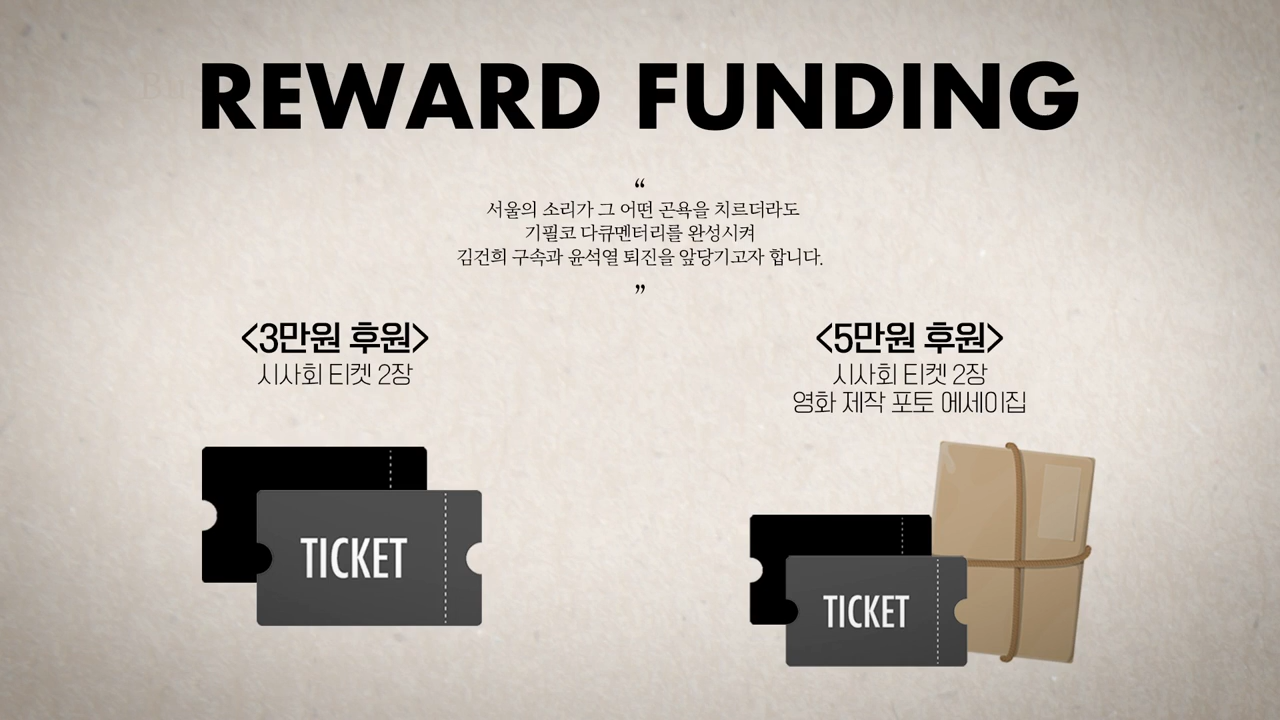 REWARD FUNDING
“
서울의 소리가 그 어떤 곤욕을 치르더라도
기필코 다큐멘터리를 완성시켜
김건희 구속과 윤석열 퇴진을 앞당기고자 합니다.
”
<3만원 후원>
시사회 티켓 2장
TICKET
<5만원 후원>
시사회 티켓 2장
영화 제작 포토 에세이집
TICKET